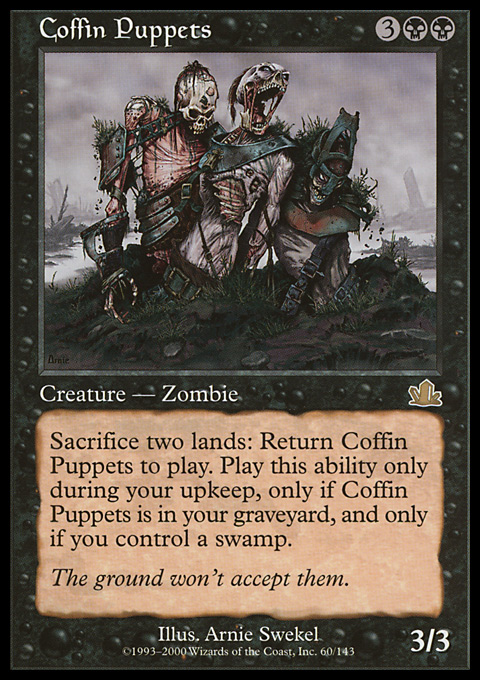 Coffin Puppets
3
Arnie
Creature — Zombie
Sacrifice two lands: Return Coffin
Puppets to play. Play this ability only
during your upkeep, only if Coffin
Puppets is in your graveyard, and only
if you control a swamp.
The ground won't accept them.
Illus. Arnie Swekel
©1993–2000 Wizards of the Coast, Inc. 60/143
3/3